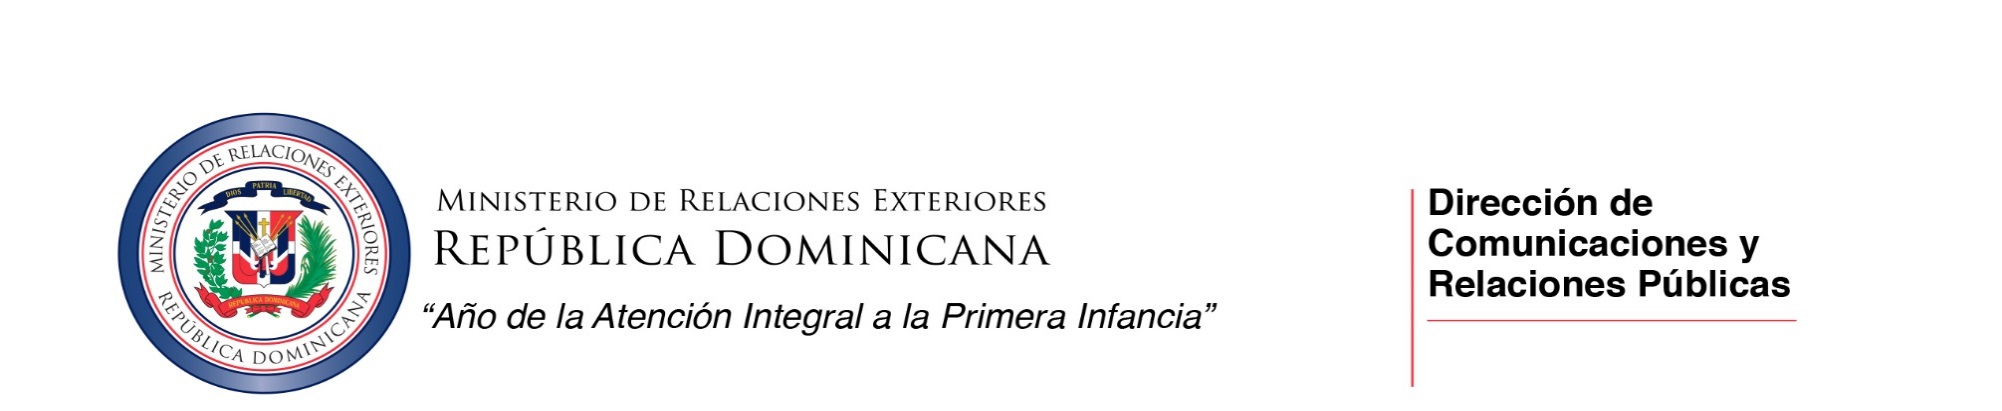 MINISTERIO DE RELACIONES EXTERIORES
REPÚBLICA DOMINICANA
DIOS PATRIA LIBERTAD
REPÚBLICA DOMINICANA
MINISTERIO DE RELACIONES EXTERIORES
REPÚBLICA DOMINICANA
“Año de la Atención Integral a la Primera Infancia”
Dirección de
Comunicaciones y
Relaciones Públicas